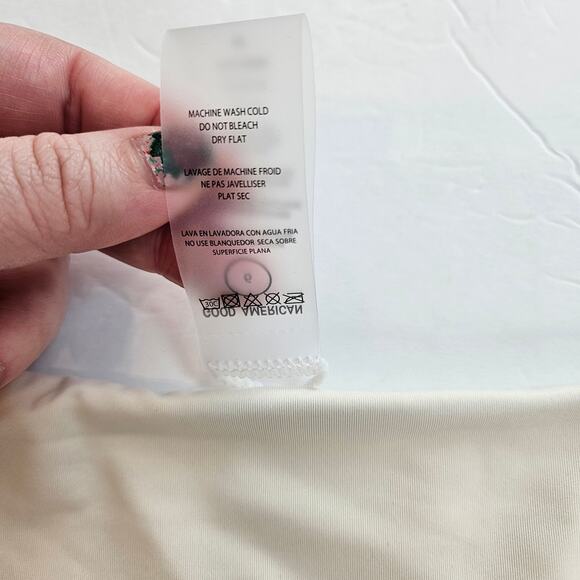 MACHINE WASH COLD
DO NOT BLEACH
DRY FLAT
LAVAGE DE MACHINE FROID
NE PAS JAVELLISER
PLAT SEC
LAVA EN LAVADORA CON AGUA FRIA
NO USE BLANQUEDOR SECA SOBRE
SUPERFICIE PLANA
30C
GOOD AMERICAN